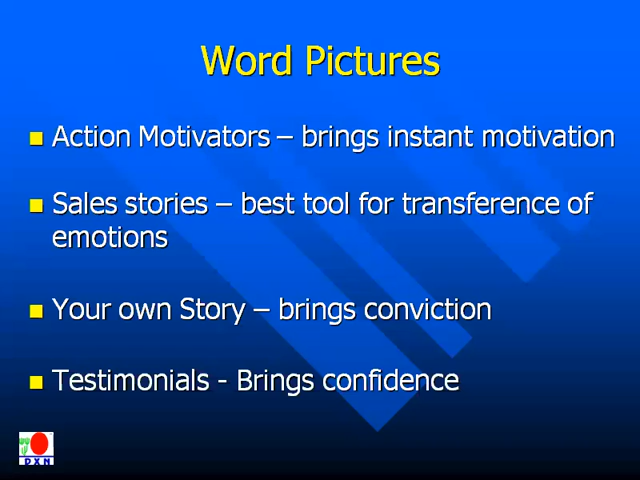 Word Pictures
Action Motivators – brings instant motivation
Sales stories – best tool for transference of
emotions
Your own Story – brings conviction
Testimonials - Brings confidence
DXN